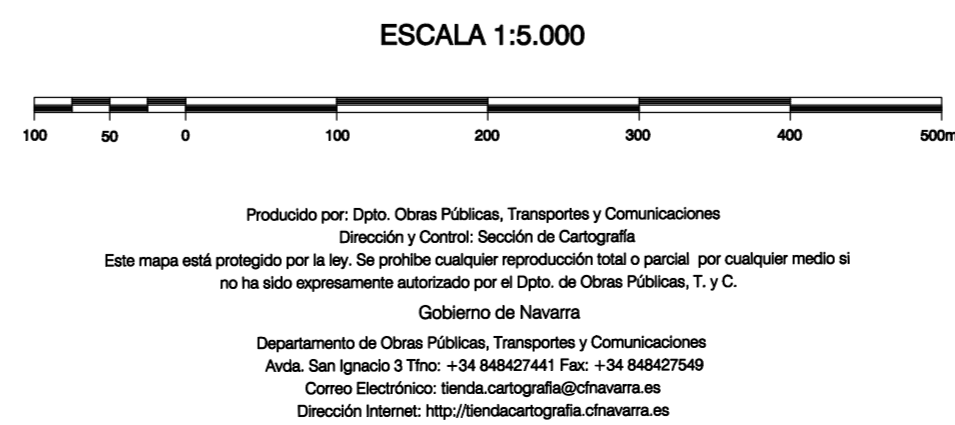 ESCALA 1:5.000
100 50 0 100 200 300 400 500m
Producido por: Dpto. Obras Públicas, Transportes y Comunicaciones
Dirección y Control: Sección de Cartografía
Este mapa está protegido por la ley. Se prohibe cualquier reproducción total o parcial por cualquier medio si
no ha sido expresamente autorizado por el Dpto. de Obras Públicas, T. y C.
Gobierno de Navarra
Departamento de Obras Públicas, Transportes y Comunicaciones
Avda. San Ignacio 3 Tfno: +34 848427441 Fax: +34 848427549
Correo Electrónico: tienda.cartografia@cfnavarra.es
Dirección Internet: http://tiendacartografia.cfnavarra.es